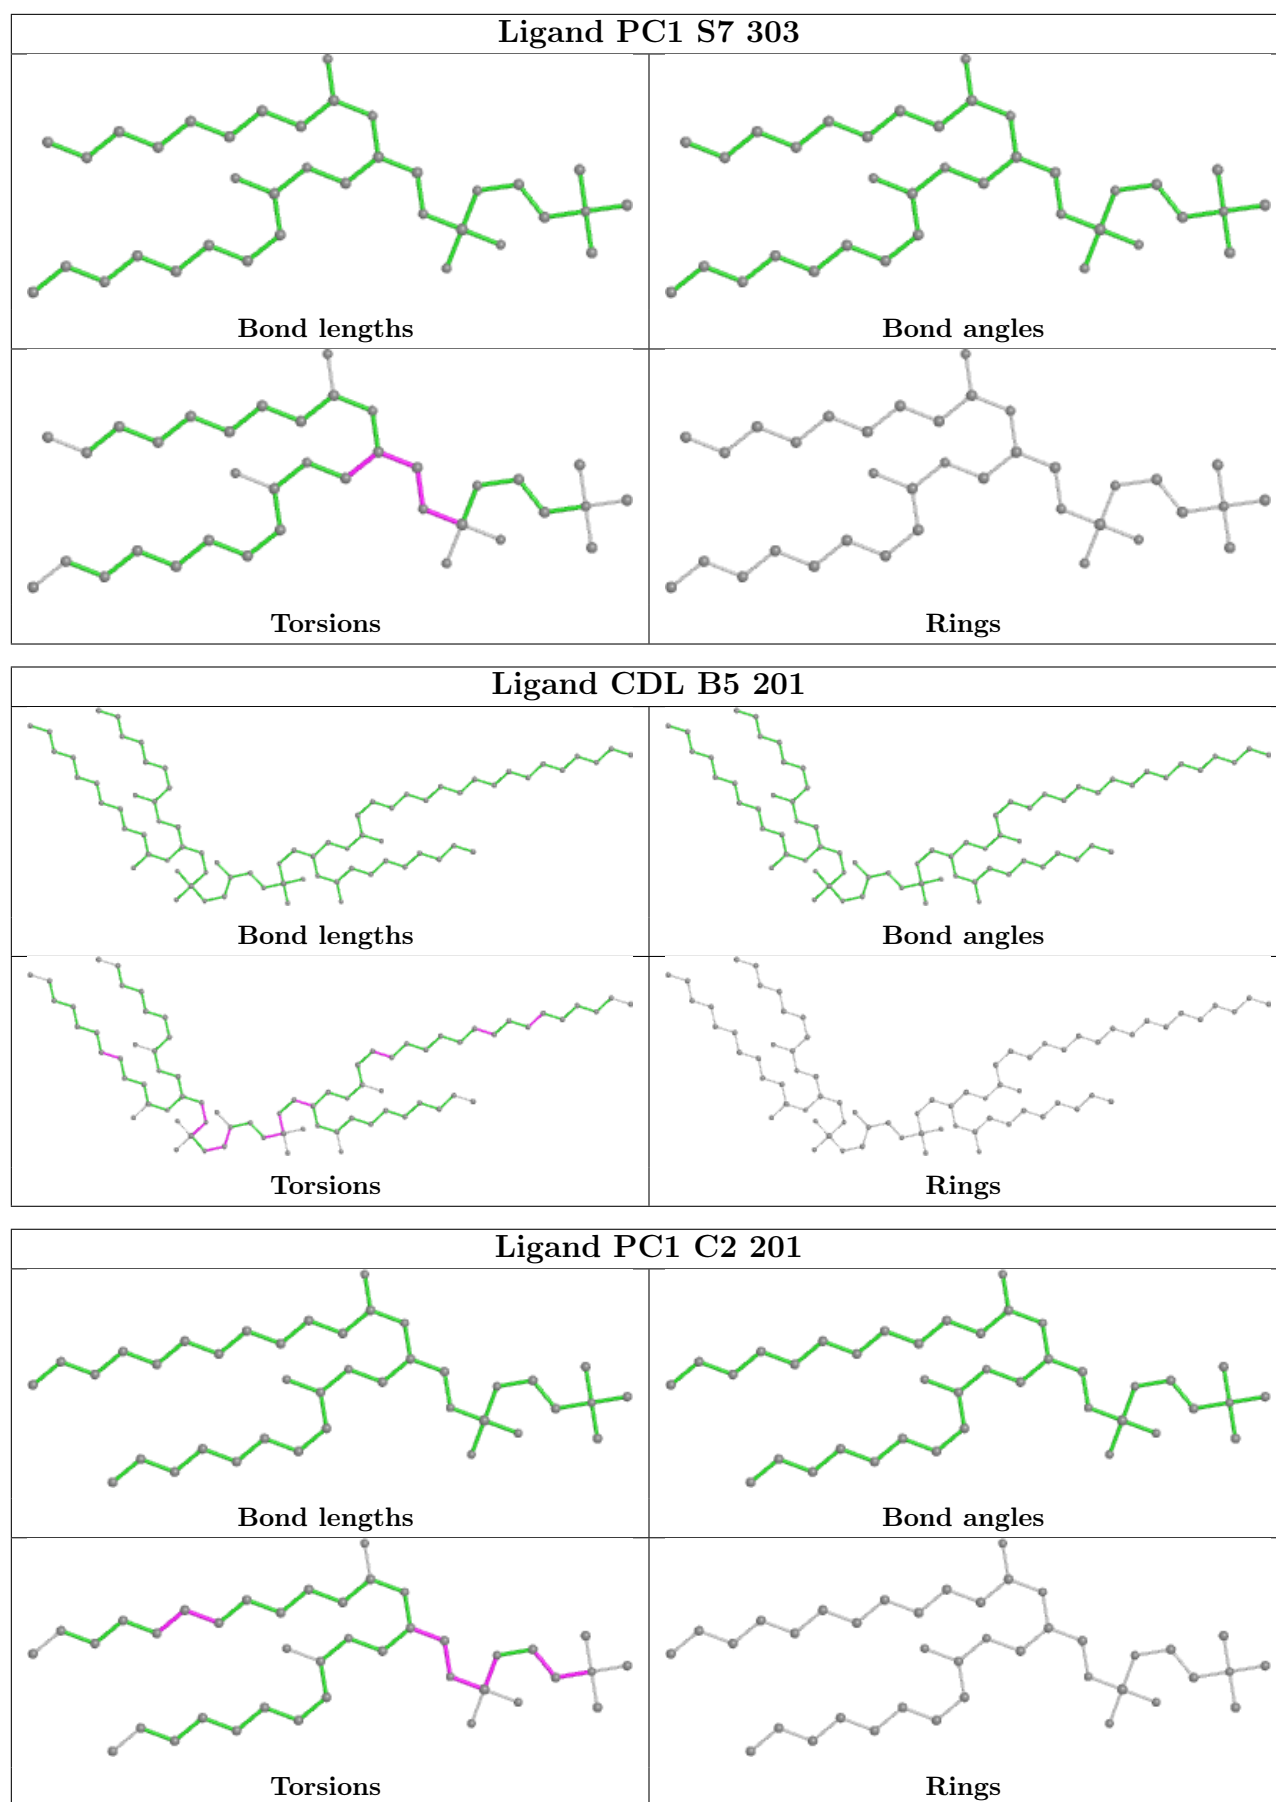 Ligand PC1 S7 303
Bond lengths
Bond angles
Torsions
Rings
Ligand CDL B5 201
Bond lengths
Bond angles
Torsions
Rings
Ligand PC1 C2 201
Bond lengths
Bond angles
Torsions
Rings